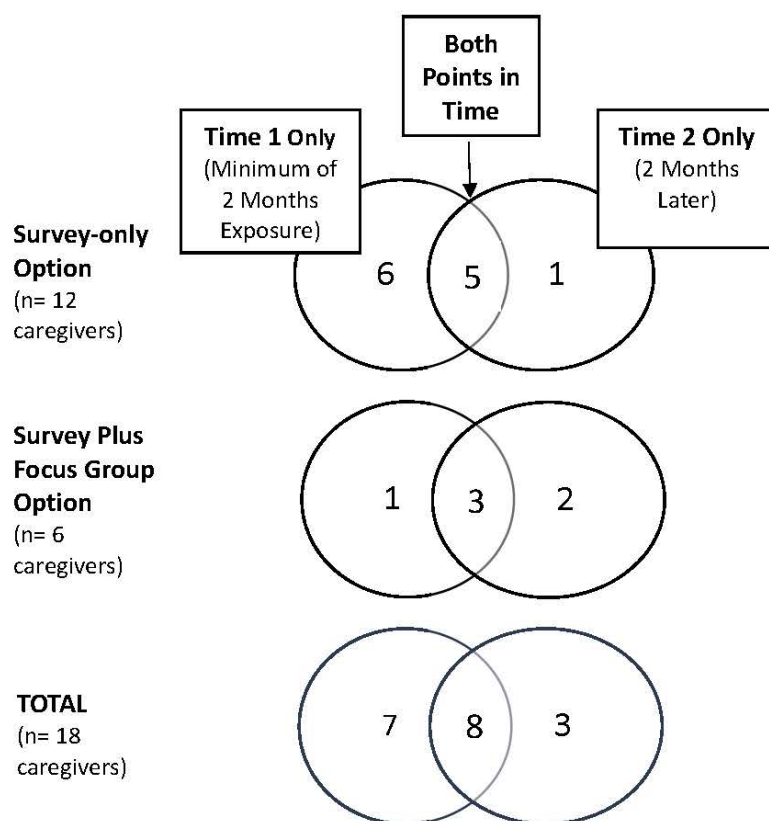 Both
Points in
Time
Time 1 Only
(Minimum of
2 Months
Exposure)
Time 2 Only
(2 Months
Later)
Survey-only
Option
(n= 12
caregivers)
6
5
1
Survey Plus
Focus Group
Option
(n= 6
caregivers)
1
3
2
TOTAL
(n= 18
caregivers)
7
8
3